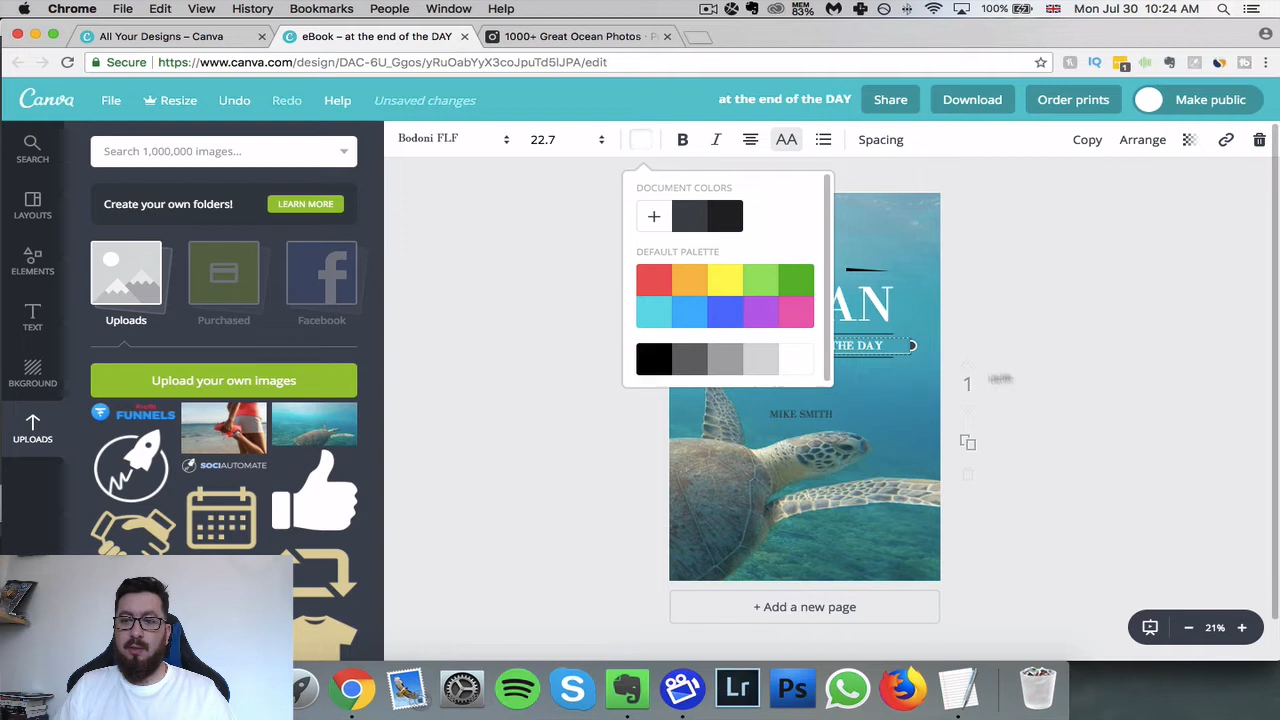 Chrome File Edit View History Bookmarks People Window Help MEM 83% 100% Mon Jul 30 10:24 AM
All Your Designs – Canva × eBook – at the end of the DAY × 1000+ Great Ocean Photos · P ×
Secure https://www.canva.com/design/DAC-6U_Ggos/yRuOabYyX3coJpuTd5lJPA/edit
Canva File Resize Undo Redo Help Unsaved changes at the end of the DAY Share Download Order prints Make public
Bodoni FLF 22.7 B I AA Spacing Copy Arrange
SEARCH
LAYOUTS
ELEMENTS
TEXT
BKGROUND
UPLOADS
Search 1,000,000 images...
Create your own folders! LEARN MORE
Uploads Purchased Facebook
Upload your own images
FUNNELS
SOCIAUTOMATE
DOCUMENT COLORS
+
DEFAULT PALETTE
AN
THE DAY
MIKE SMITH
1
+ Add a new page
− 21% +
Lr Ps